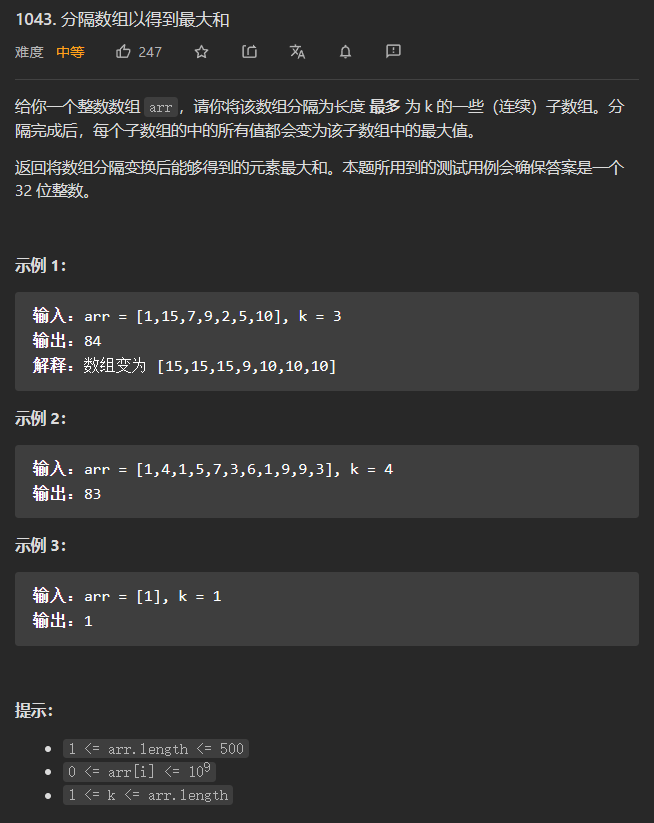 1043. 分隔数组以得到最大和
难度 中等 247
给你一个整数数组 arr，请你将该数组分隔为长度 最多 为 k 的一些（连续）子数组。分
隔完成后，每个子数组的中的所有值都会变为该子数组中的最大值。
返回将数组分隔变换后能够得到的元素最大和。本题所用到的测试用例会确保答案是一个
32 位整数。
示例 1：
输入：arr = [1,15,7,9,2,5,10], k = 3
输出：84
解释：数组变为 [15,15,15,9,10,10,10]
示例 2：
输入：arr = [1,4,1,5,7,3,6,1,9,9,3], k = 4
输出：83
示例 3：
输入：arr = [1], k = 1
输出：1
提示：
1 <= arr.length <= 500
0 <= arr[i] <= 10⁹
1 <= k <= arr.length